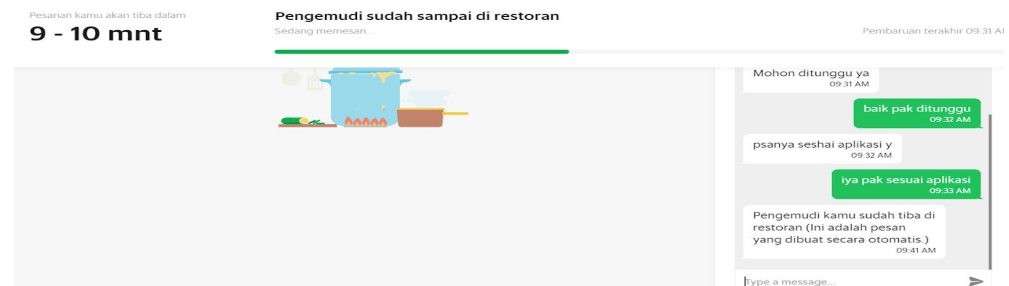 Pesanan kamu akan tiba dalam
9 - 10 mnt
Pengemudi sudah sampai di restoran
Sedang memesan...
Pembaruan terakhir 09:31
Mohon ditunggu ya
09:31 AM
baik pak ditunggu
09:32 AM
psanya seshai aplikasi y
09:32 AM
iya pak sesuai aplikasi
09:33 AM
Pengemudi kamu sudah tiba di
restoran (Ini adalah pesan
yang dibuat secara otomatis.)
09:41 AM
Type a message...